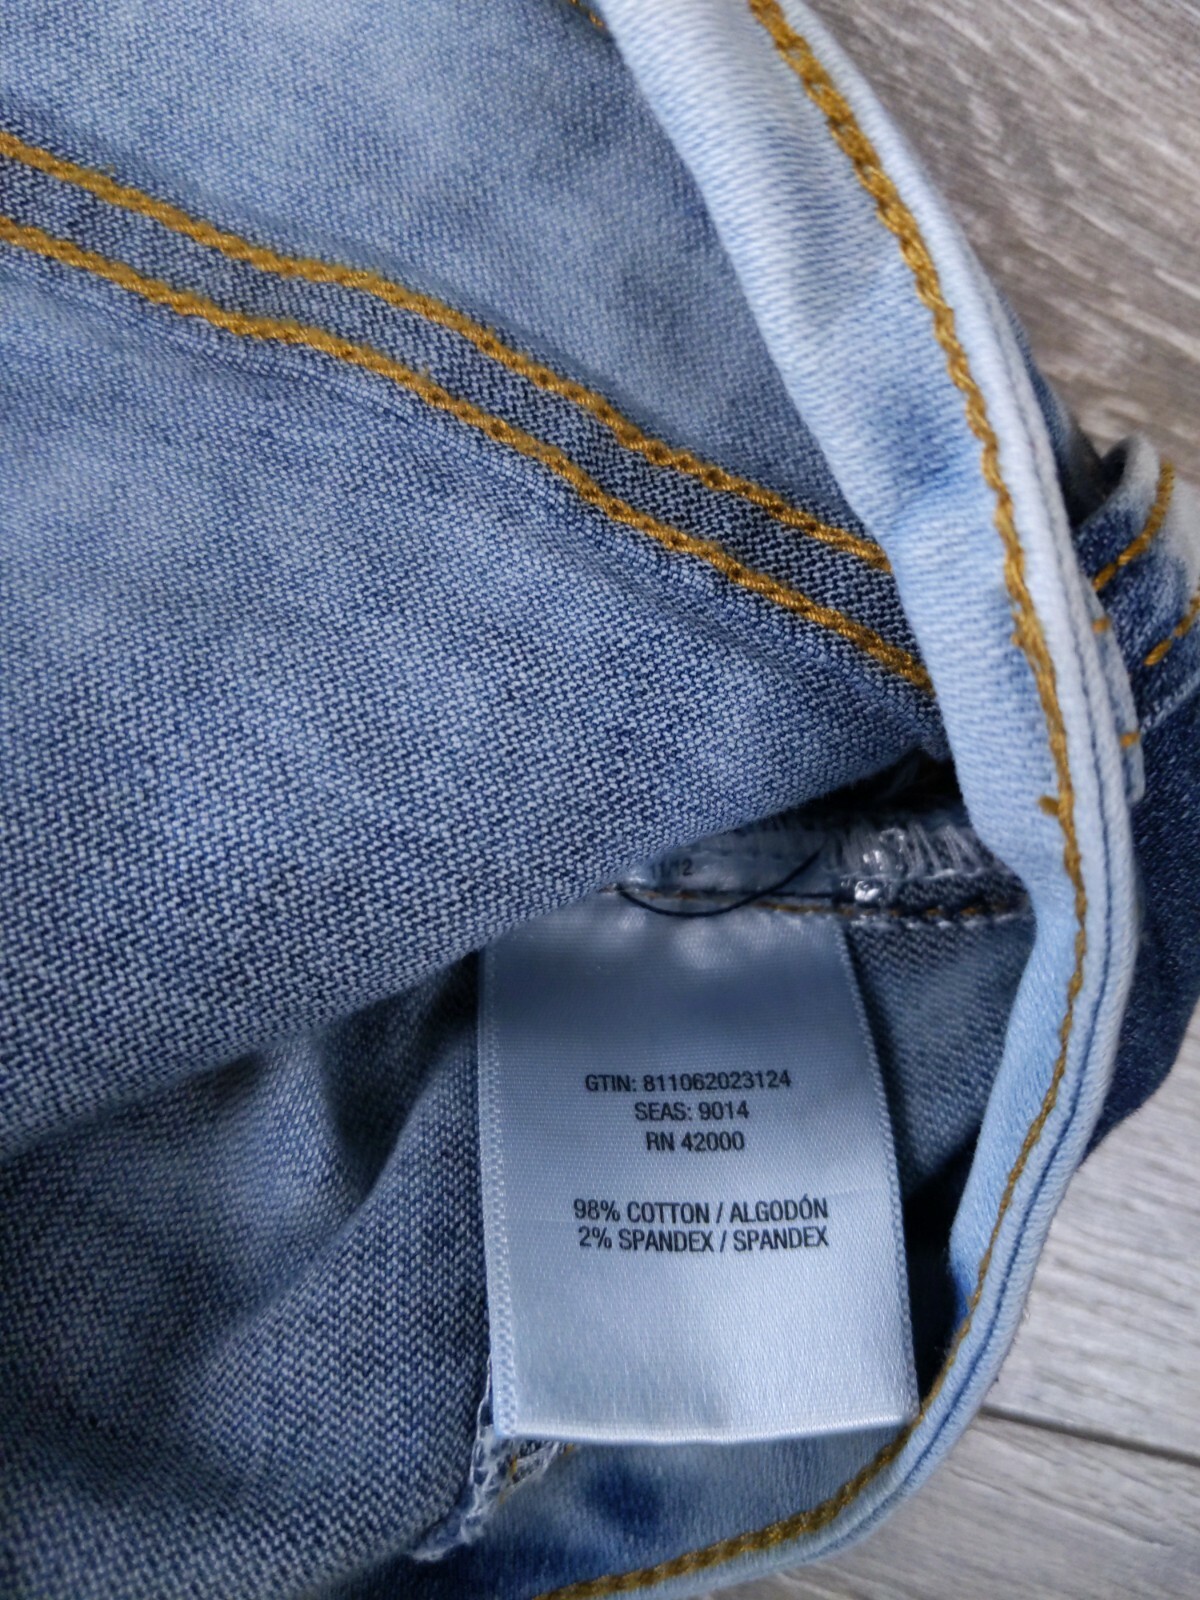 GTIN: 811062023124
SEAS: 9014
RN 42000
98% COTTON / ALGODÓN
2% SPANDEX / SPANDEX